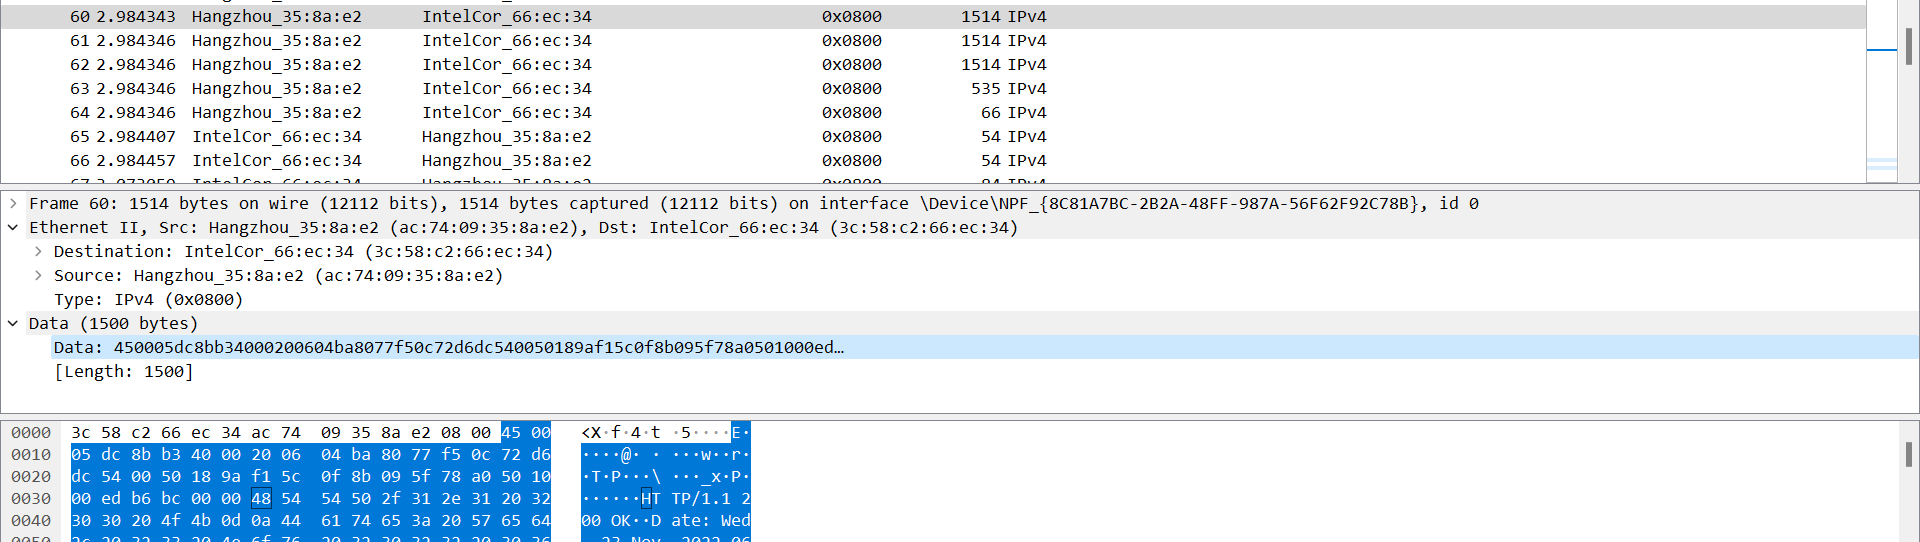 60 2.984343 Hangzhou_35:8a:e2 IntelCor_66:ec:34 0x0800 1514 IPv4
61 2.984346 Hangzhou_35:8a:e2 IntelCor_66:ec:34 0x0800 1514 IPv4
62 2.984346 Hangzhou_35:8a:e2 IntelCor_66:ec:34 0x0800 1514 IPv4
63 2.984346 Hangzhou_35:8a:e2 IntelCor_66:ec:34 0x0800 535 IPv4
64 2.984346 Hangzhou_35:8a:e2 IntelCor_66:ec:34 0x0800 66 IPv4
65 2.984407 IntelCor_66:ec:34 Hangzhou_35:8a:e2 0x0800 54 IPv4
66 2.984457 IntelCor_66:ec:34 Hangzhou_35:8a:e2 0x0800 54 IPv4
Frame 60: 1514 bytes on wire (12112 bits), 1514 bytes captured (12112 bits) on interface \Device\NPF_{8C81A7BC-2B2A-48FF-987A-56F62F92C78B}, id 0
Ethernet II, Src: Hangzhou_35:8a:e2 (ac:74:09:35:8a:e2), Dst: IntelCor_66:ec:34 (3c:58:c2:66:ec:34)
Destination: IntelCor_66:ec:34 (3c:58:c2:66:ec:34)
Source: Hangzhou_35:8a:e2 (ac:74:09:35:8a:e2)
Type: IPv4 (0x0800)
Data (1500 bytes)
Data: 450005dc8bb34000200604ba8077f50c72d6dc540050189af15c0f8b095f78a0501000ed…
[Length: 1500]
0000 3c 58 c2 66 ec 34 ac 74 09 35 8a e2 08 00 45 00 <X·f·4·t ·5····E·
0010 05 dc 8b b3 40 00 20 06 04 ba 80 77 f5 0c 72 d6 ····@· · ···w··r·
0020 dc 54 00 50 18 9a f1 5c 0f 8b 09 5f 78 a0 50 10 ·T·P···\ ···_x·P·
0030 00 ed b6 bc 00 00 48 54 54 50 2f 31 2e 31 20 32 ······HT TP/1.1 2
0040 30 30 20 4f 4b 0d 0a 44 61 74 65 3a 20 57 65 64 00 OK··D ate: Wed